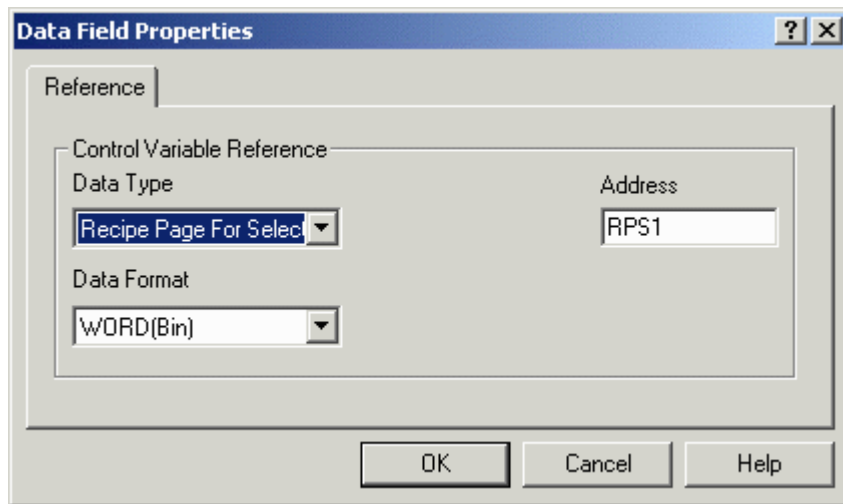 Data Field Properties
Reference
Control Variable Reference
Data Type
Address
Recipe Page For Select
RPS1
Data Format
WORD(Bin)
OK
Cancel
Help